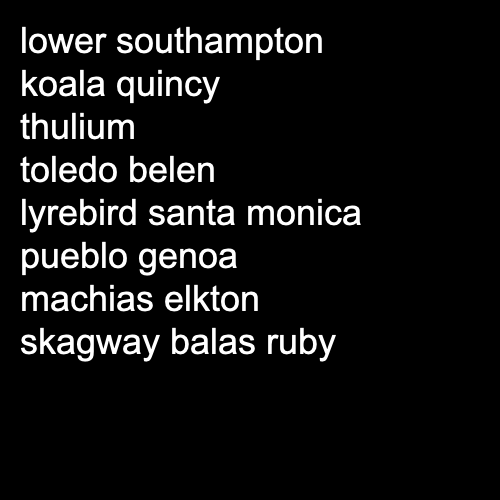 lower southampton
koala quincy
thulium
toledo belen
lyrebird santa monica
pueblo genoa
machias elkton
skagway balas ruby